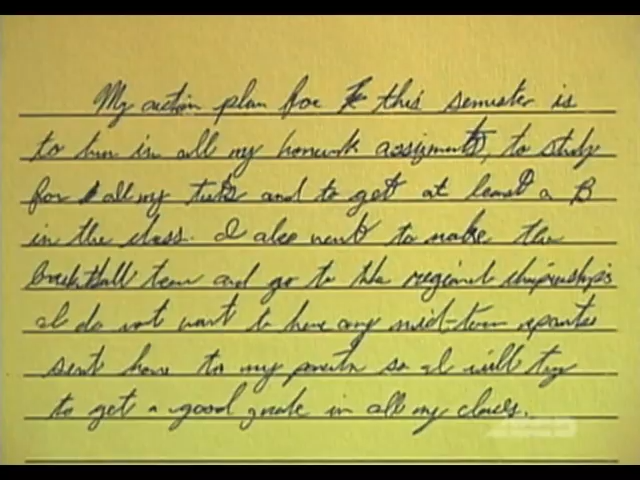 My action plan for this semester is
to turn in all my homework assignments, to study
for all my tests and to get at least a B
in the class. I also want to make the
basketball team and go to the regional championships
I do not want to have any mid-term reports
sent home to my parents so I will try
to get a good grade in all my classes.